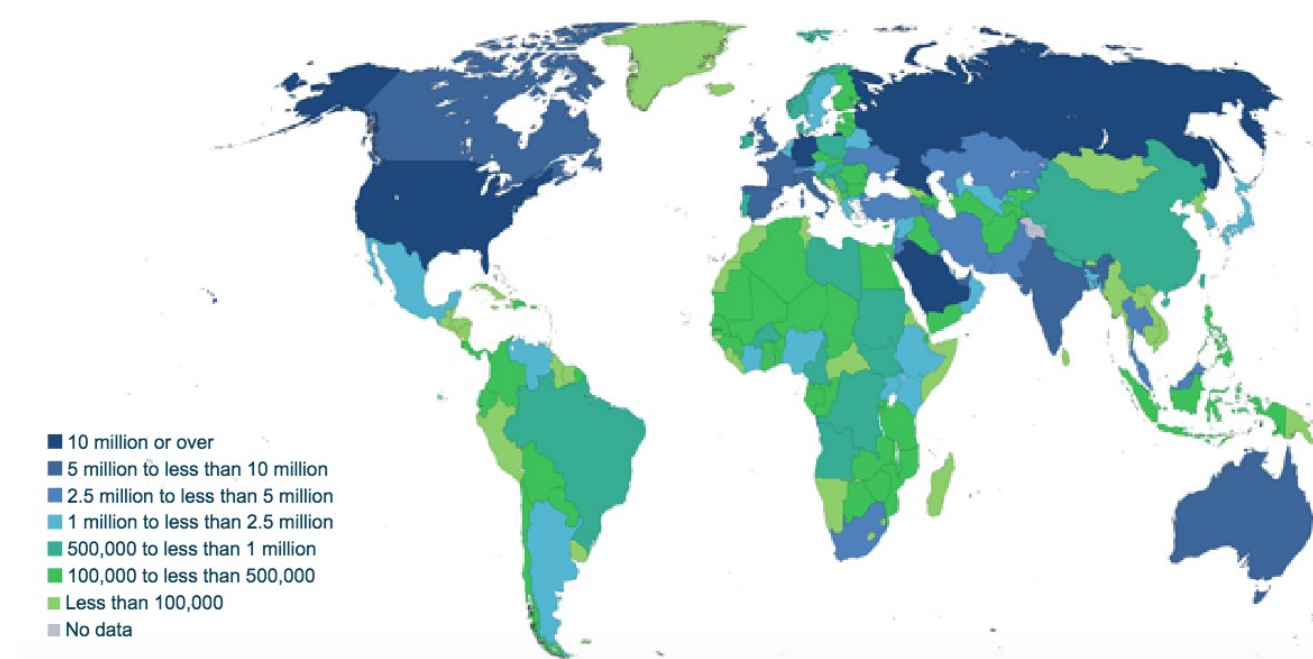 10 million or over
5 million to less than 10 million
2.5 million to less than 5 million
1 million to less than 2.5 million
500,000 to less than 1 million
100,000 to less than 500,000
Less than 100,000
No data